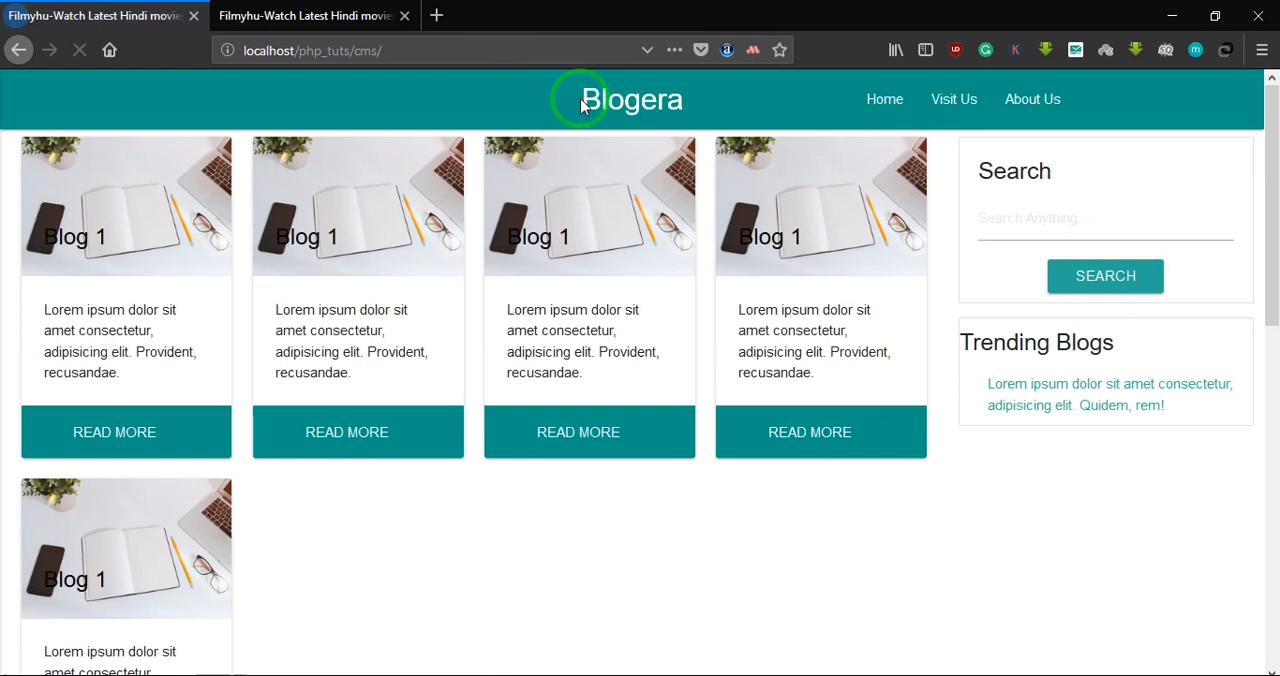 Filmyhu-Watch Latest Hindi movie
Filmyhu-Watch Latest Hindi movie
localhost/php_tuts/cms/
Blogera
Home
Visit Us
About Us
Blog 1
Lorem ipsum dolor sit
amet consectetur,
adipisicing elit. Provident,
recusandae.
READ MORE
Blog 1
Lorem ipsum dolor sit
amet consectetur,
adipisicing elit. Provident,
recusandae.
READ MORE
Blog 1
Lorem ipsum dolor sit
amet consectetur,
adipisicing elit. Provident,
recusandae.
READ MORE
Blog 1
Lorem ipsum dolor sit
amet consectetur,
adipisicing elit. Provident,
recusandae.
READ MORE
Search
Search Anything.....
SEARCH
Trending Blogs
Lorem ipsum dolor sit amet consectetur,
adipisicing elit. Quidem, rem!
Blog 1
Lorem ipsum dolor sit
amet consectetur,